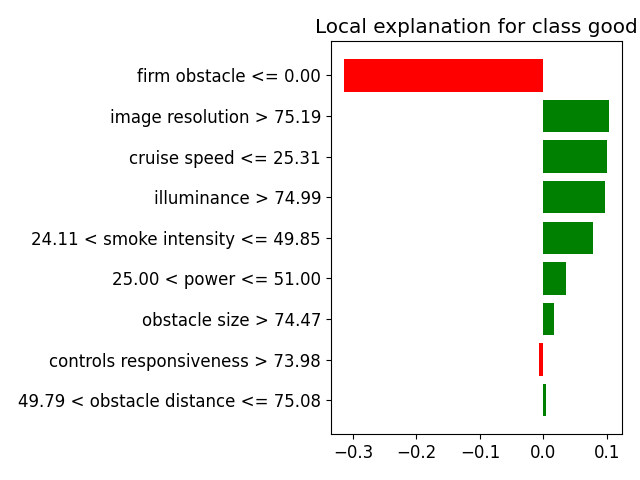 Local explanation for class good
firm obstacle <= 0.00
image resolution > 75.19
cruise speed <= 25.31
illuminance > 74.99
24.11 < smoke intensity <= 49.85
25.00 < power <= 51.00
obstacle size > 74.47
controls responsiveness > 73.98
49.79 < obstacle distance <= 75.08
−0.3 −0.2 −0.1 0.0 0.1